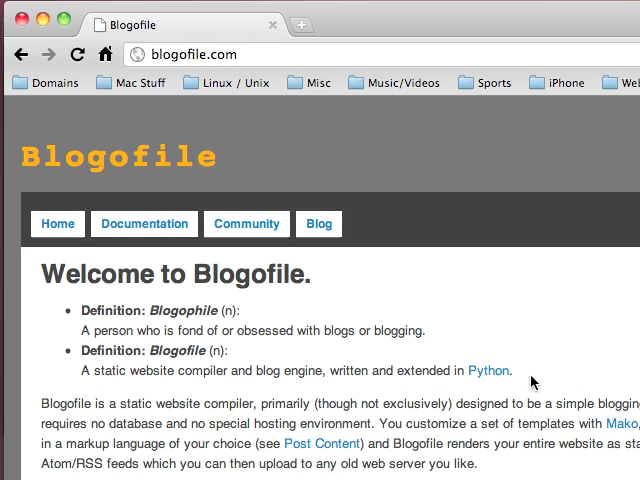 Blogofile
blogofile.com
Domains Mac Stuff Linux / Unix Misc Music/Videos Sports iPhone Web
Blogofile
Home Documentation Community Blog
Welcome to Blogofile.
• Definition: Blogophile (n):
A person who is fond of or obsessed with blogs or blogging.
• Definition: Blogofile (n):
A static website compiler and blog engine, written and extended in Python.
Blogofile is a static website compiler, primarily (though not exclusively) designed to be a simple blogging
requires no database and no special hosting environment. You customize a set of templates with Mako,
in a markup language of your choice (see Post Content) and Blogofile renders your entire website as sta
Atom/RSS feeds which you can then upload to any old web server you like.